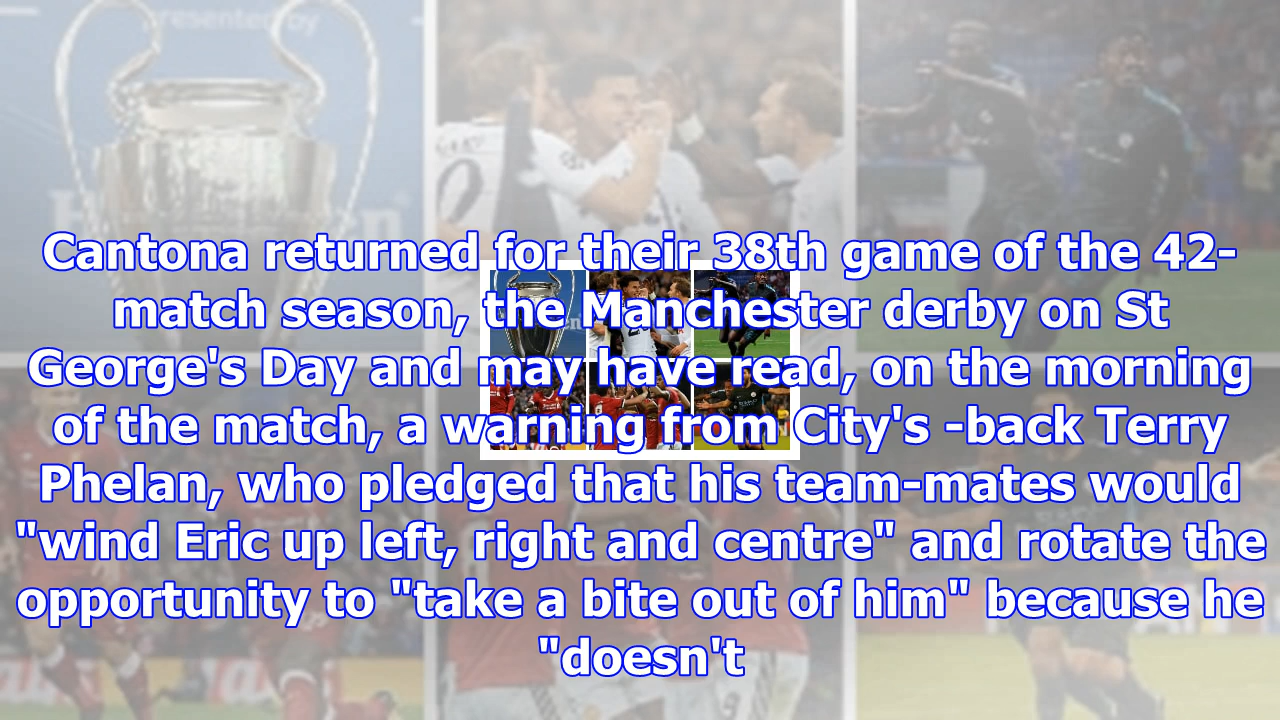 presented by
Cantona returned for their 38th game of the 42-
match season, the Manchester derby on St
George's Day and may have read, on the morning
of the match, a warning from City's -back Terry
Phelan, who pledged that his team-mates would
"wind Eric up left, right and centre" and rotate the
opportunity to "take a bite out of him" because he
"doesn't